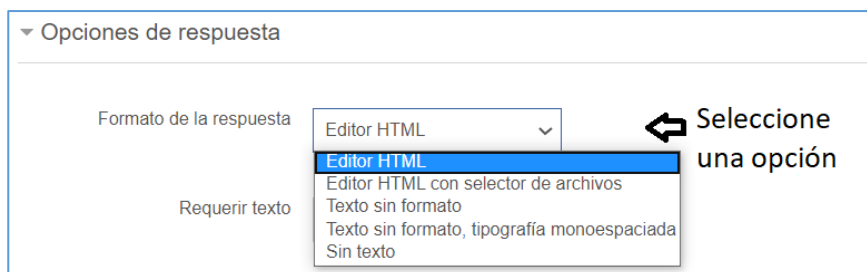 Opciones de respuesta
Formato de la respuesta
Editor HTML
Seleccione
una opción
Editor HTML
Editor HTML con selector de archivos
Requerir texto
Texto sin formato
Texto sin formato, tipografía monoespaciada
Sin texto